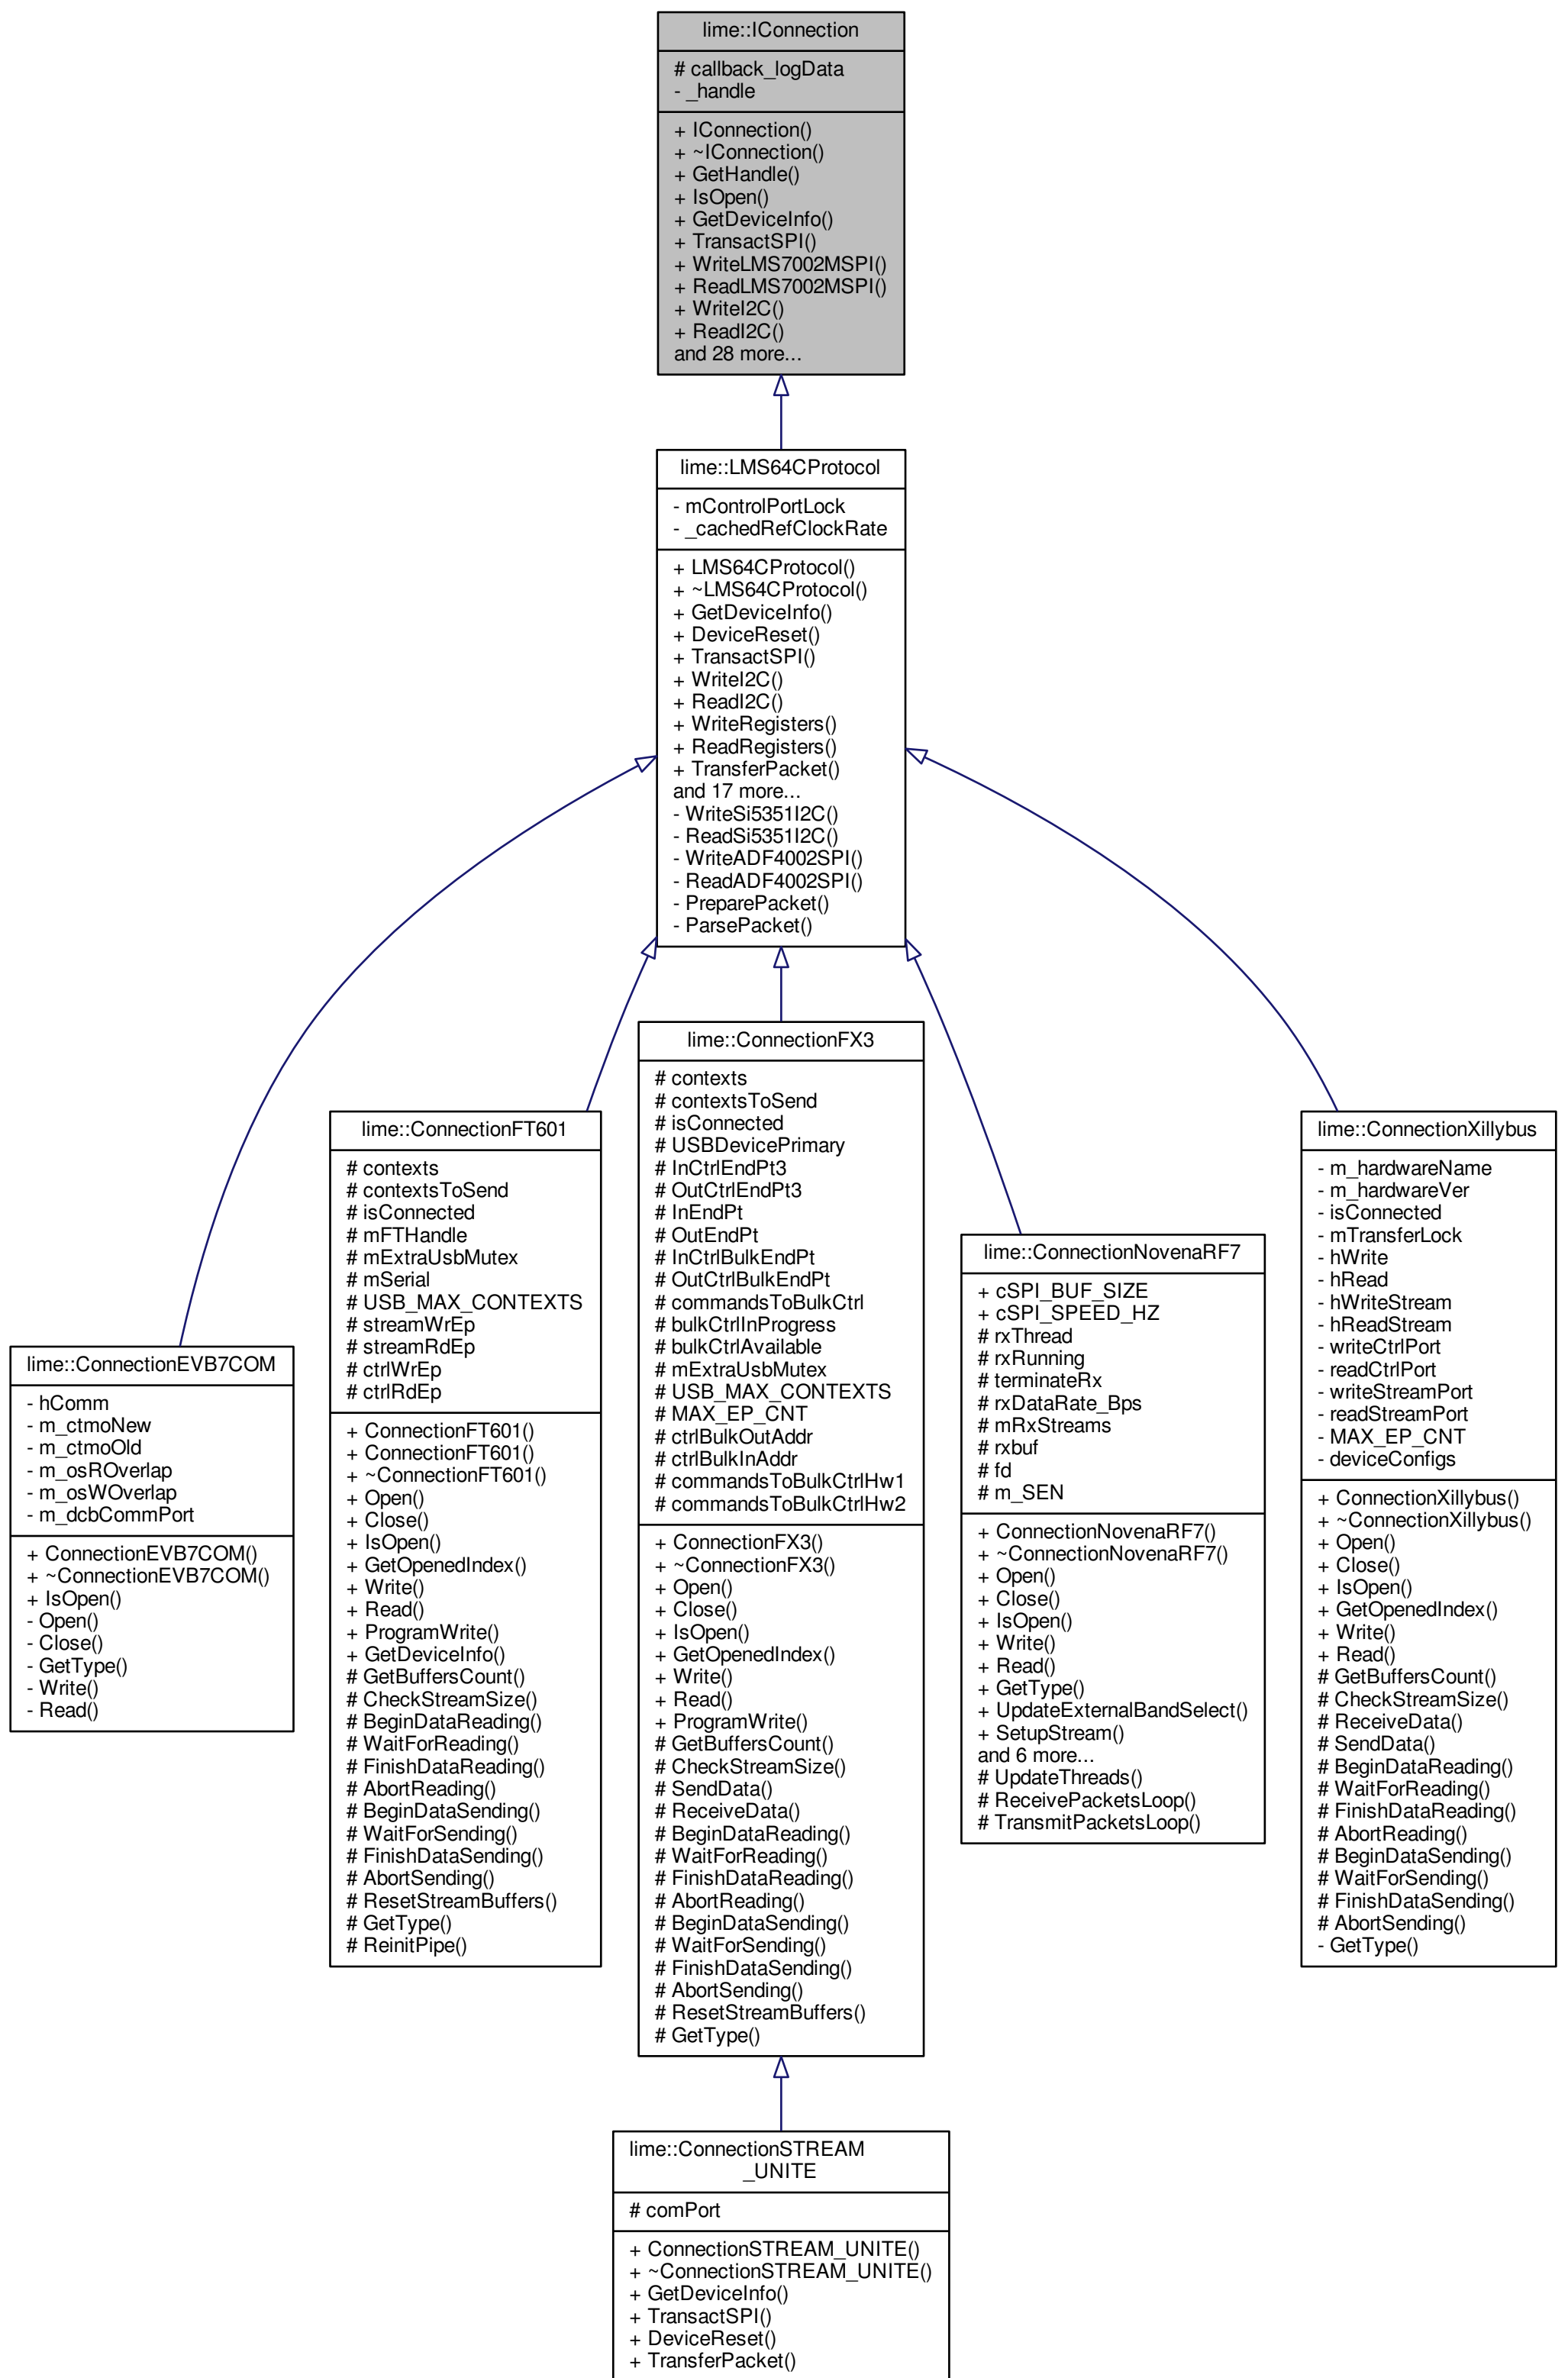 lime::IConnection
# callback_logData
- _handle
+ IConnection()
+ ~IConnection()
+ GetHandle()
+ IsOpen()
+ GetDeviceInfo()
+ TransactSPI()
+ WriteLMS7002MSPI()
+ ReadLMS7002MSPI()
+ WriteI2C()
+ ReadI2C()
and 28 more...
lime::LMS64CProtocol
- mControlPortLock
- _cachedRefClockRate
+ LMS64CProtocol()
+ ~LMS64CProtocol()
+ GetDeviceInfo()
+ DeviceReset()
+ TransactSPI()
+ WriteI2C()
+ ReadI2C()
+ WriteRegisters()
+ ReadRegisters()
+ TransferPacket()
and 17 more...
- WriteSi5351I2C()
- ReadSi5351I2C()
- WriteADF4002SPI()
- ReadADF4002SPI()
- PreparePacket()
- ParsePacket()
lime::ConnectionEVB7COM
- hComm
- m_ctmoNew
- m_ctmoOld
- m_osROverlap
- m_osWOverlap
- m_dcbCommPort
+ ConnectionEVB7COM()
+ ~ConnectionEVB7COM()
+ IsOpen()
- Open()
- Close()
- GetType()
- Write()
- Read()
lime::ConnectionFT601
# contexts
# contextsToSend
# isConnected
# mFTHandle
# mExtraUsbMutex
# mSerial
# USB_MAX_CONTEXTS
# streamWrEp
# streamRdEp
# ctrlWrEp
# ctrlRdEp
+ ConnectionFT601()
+ ConnectionFT601()
+ ~ConnectionFT601()
+ Open()
+ Close()
+ IsOpen()
+ GetOpenedIndex()
+ Write()
+ Read()
+ ProgramWrite()
+ GetDeviceInfo()
# GetBuffersCount()
# CheckStreamSize()
# BeginDataReading()
# WaitForReading()
# FinishDataReading()
# AbortReading()
# BeginDataSending()
# WaitForSending()
# FinishDataSending()
# AbortSending()
# ResetStreamBuffers()
# GetType()
# ReinitPipe()
lime::ConnectionFX3
# contexts
# contextsToSend
# isConnected
# USBDevicePrimary
# InCtrlEndPt3
# OutCtrlEndPt3
# InEndPt
# OutEndPt
# InCtrlBulkEndPt
# OutCtrlBulkEndPt
# commandsToBulkCtrl
# bulkCtrlInProgress
# bulkCtrlAvailable
# mExtraUsbMutex
# USB_MAX_CONTEXTS
# MAX_EP_CNT
# ctrlBulkOutAddr
# ctrlBulkInAddr
# commandsToBulkCtrlHw1
# commandsToBulkCtrlHw2
+ ConnectionFX3()
+ ~ConnectionFX3()
+ Open()
+ Close()
+ IsOpen()
+ GetOpenedIndex()
+ Write()
+ Read()
+ ProgramWrite()
# GetBuffersCount()
# CheckStreamSize()
# SendData()
# ReceiveData()
# BeginDataReading()
# WaitForReading()
# FinishDataReading()
# AbortReading()
# BeginDataSending()
# WaitForSending()
# FinishDataSending()
# AbortSending()
# ResetStreamBuffers()
# GetType()
lime::ConnectionNovenaRF7
+ cSPI_BUF_SIZE
+ cSPI_SPEED_HZ
# rxThread
# rxRunning
# terminateRx
# rxDataRate_Bps
# mRxStreams
# rxbuf
# fd
# m_SEN
+ ConnectionNovenaRF7()
+ ~ConnectionNovenaRF7()
+ Open()
+ Close()
+ IsOpen()
+ Write()
+ Read()
+ GetType()
+ UpdateExternalBandSelect()
+ SetupStream()
and 6 more...
# UpdateThreads()
# ReceivePacketsLoop()
# TransmitPacketsLoop()
lime::ConnectionXillybus
- m_hardwareName
- m_hardwareVer
- isConnected
- mTransferLock
- hWrite
- hRead
- hWriteStream
- hReadStream
- writeCtrlPort
- readCtrlPort
- writeStreamPort
- readStreamPort
- MAX_EP_CNT
- deviceConfigs
+ ConnectionXillybus()
+ ~ConnectionXillybus()
+ Open()
+ Close()
+ IsOpen()
+ GetOpenedIndex()
+ Write()
+ Read()
# GetBuffersCount()
# CheckStreamSize()
# ReceiveData()
# SendData()
# BeginDataReading()
# WaitForReading()
# FinishDataReading()
# AbortReading()
# BeginDataSending()
# WaitForSending()
# FinishDataSending()
# AbortSending()
- GetType()
lime::ConnectionSTREAM
_UNITE
# comPort
+ ConnectionSTREAM_UNITE()
+ ~ConnectionSTREAM_UNITE()
+ GetDeviceInfo()
+ TransactSPI()
+ DeviceReset()
+ TransferPacket()